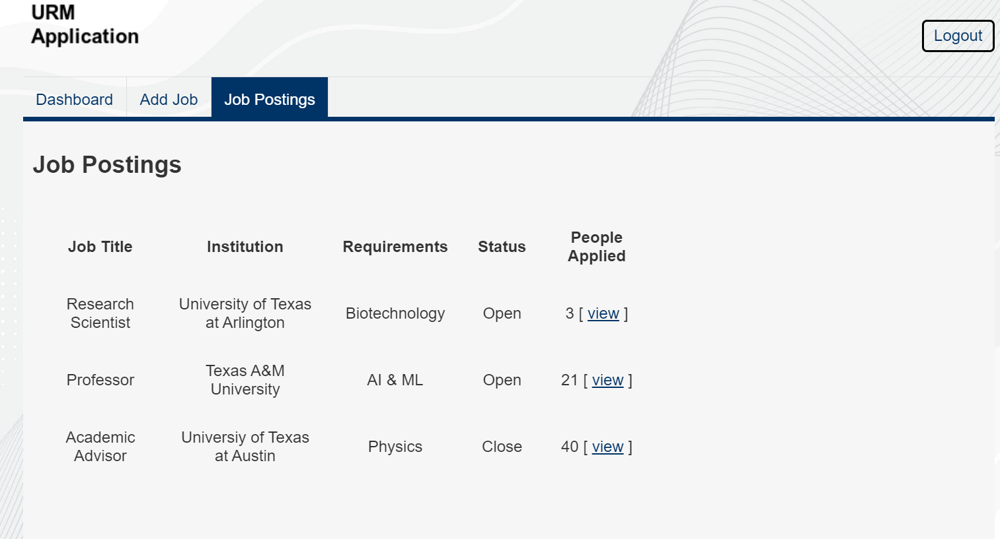 URM
Application
Logout
Dashboard Add Job Job Postings
Job Postings
Job Title Institution Requirements Status People
Applied
Research
Scientist
University of Texas
at Arlington
Biotechnology Open 3 [ view ]
Professor
Texas A&M
University
AI & ML Open 21 [ view ]
Academic
Advisor
Universiy of Texas
at Austin
Physics Close 40 [ view ]